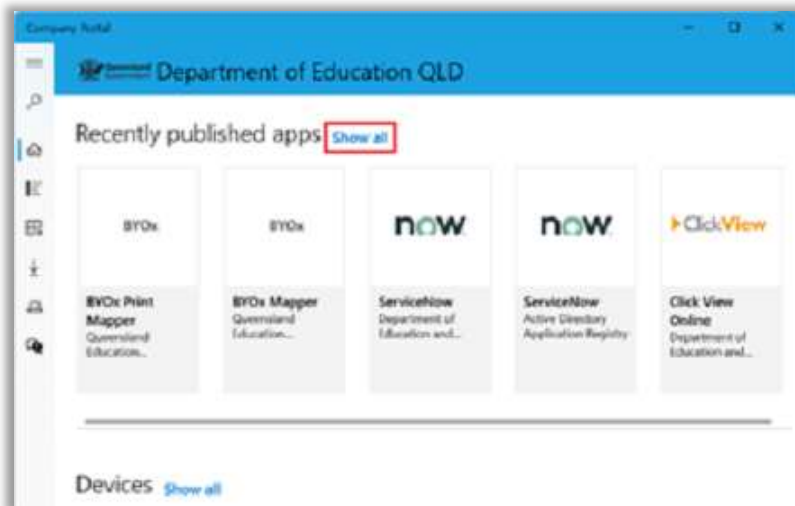 Company Portal
Queensland
Government
Department of Education QLD
Recently published apps Show all
BYOx
BYOx
now
now
ClickView
BYOx Print
Mapper
Queensland
Education...
BYOx Mapper
Queensland
Education...
ServiceNow
Department of
Education and...
ServiceNow
Active Directory
Application Registry
Click View
Online
Department of
Education and...
Devices Show all